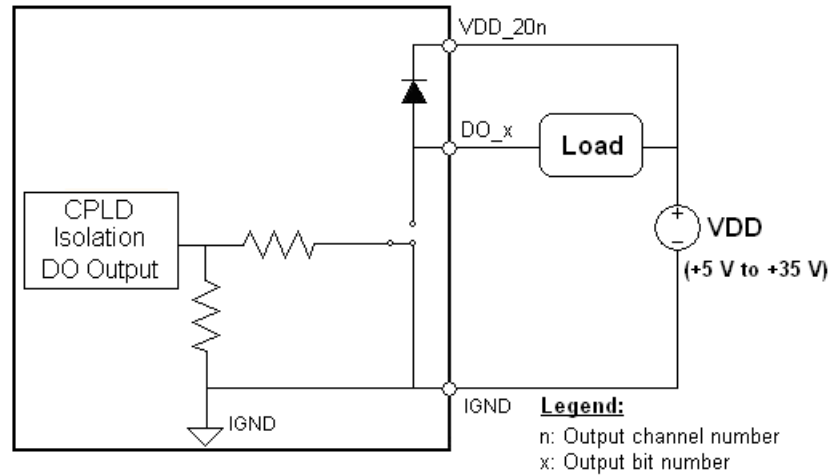 VDD_20n
DO_x
Load
CPLD
Isolation
DO Output
+
VDD
−
(+5 V to +35 V)
IGND
IGND
Legend:
n: Output channel number
x: Output bit number